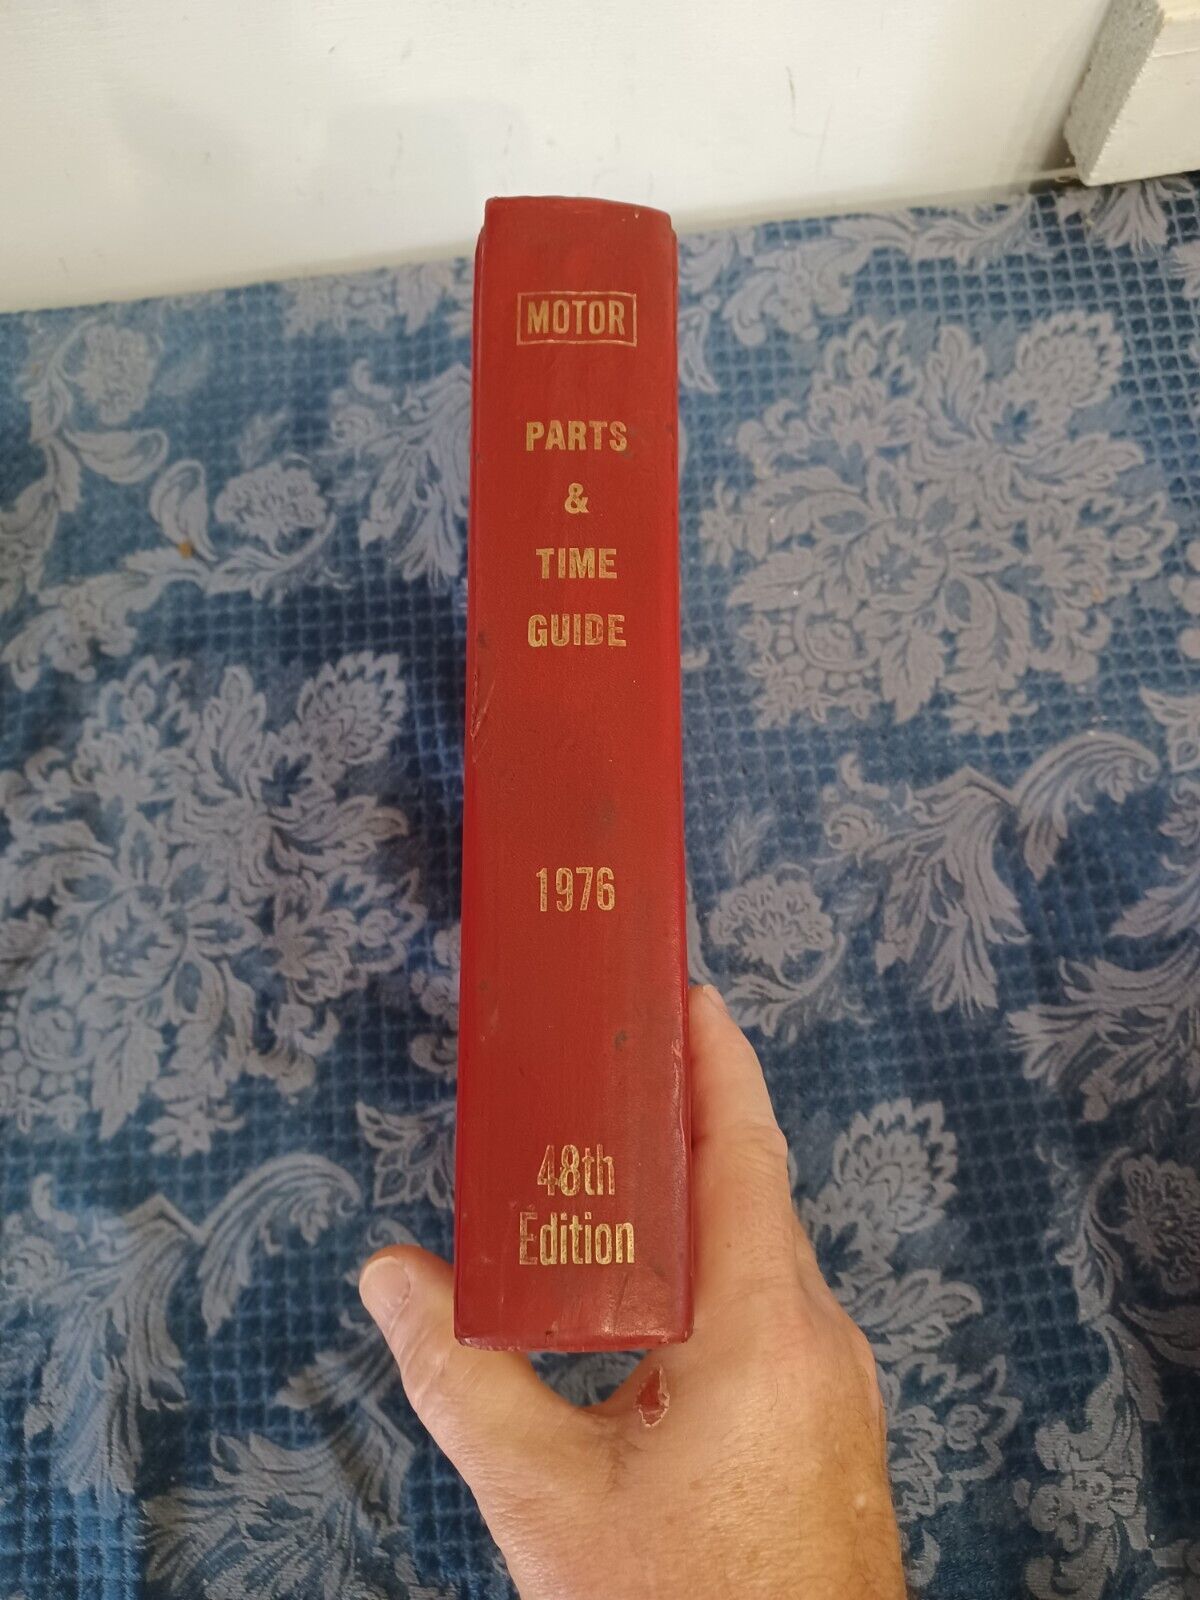 MOTOR
PARTS
&
TIME
GUIDE
1976
48th
Edition